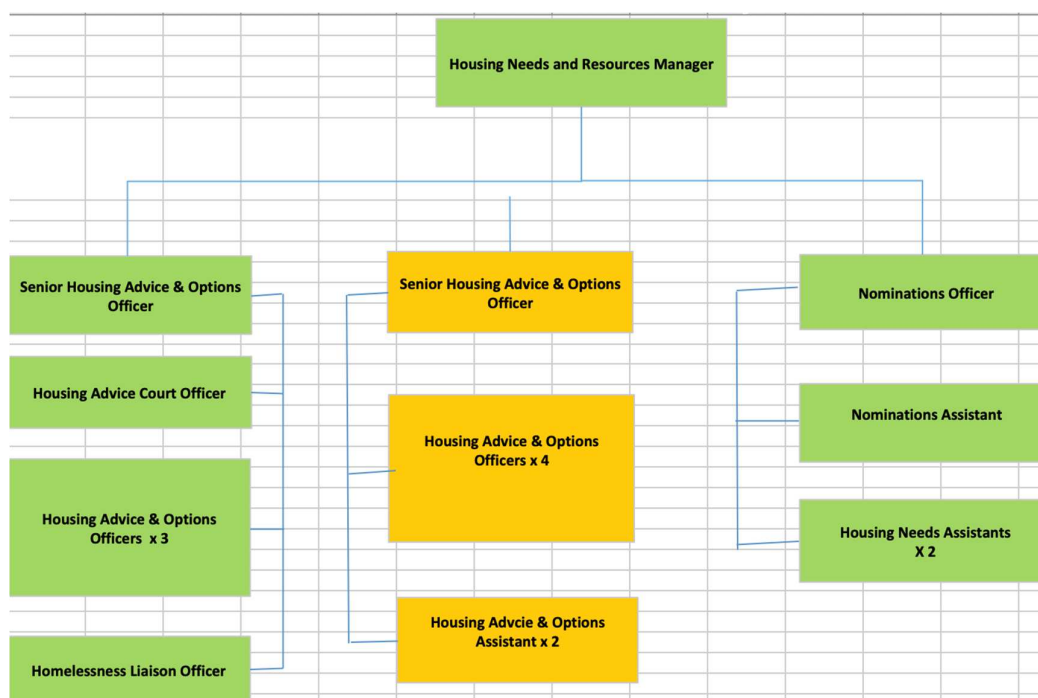 Housing Needs and Resources Manager
Senior Housing Advice & Options
Officer
Housing Advice Court Officer
Housing Advice & Options
Officers x 3
Homelessness Liaison Officer
Senior Housing Advice & Options
Officer
Housing Advice & Options
Officers x 4
Housing Advcie & Options
Assistant x 2
Nominations Officer
Nominations Assistant
Housing Needs Assistants
X 2